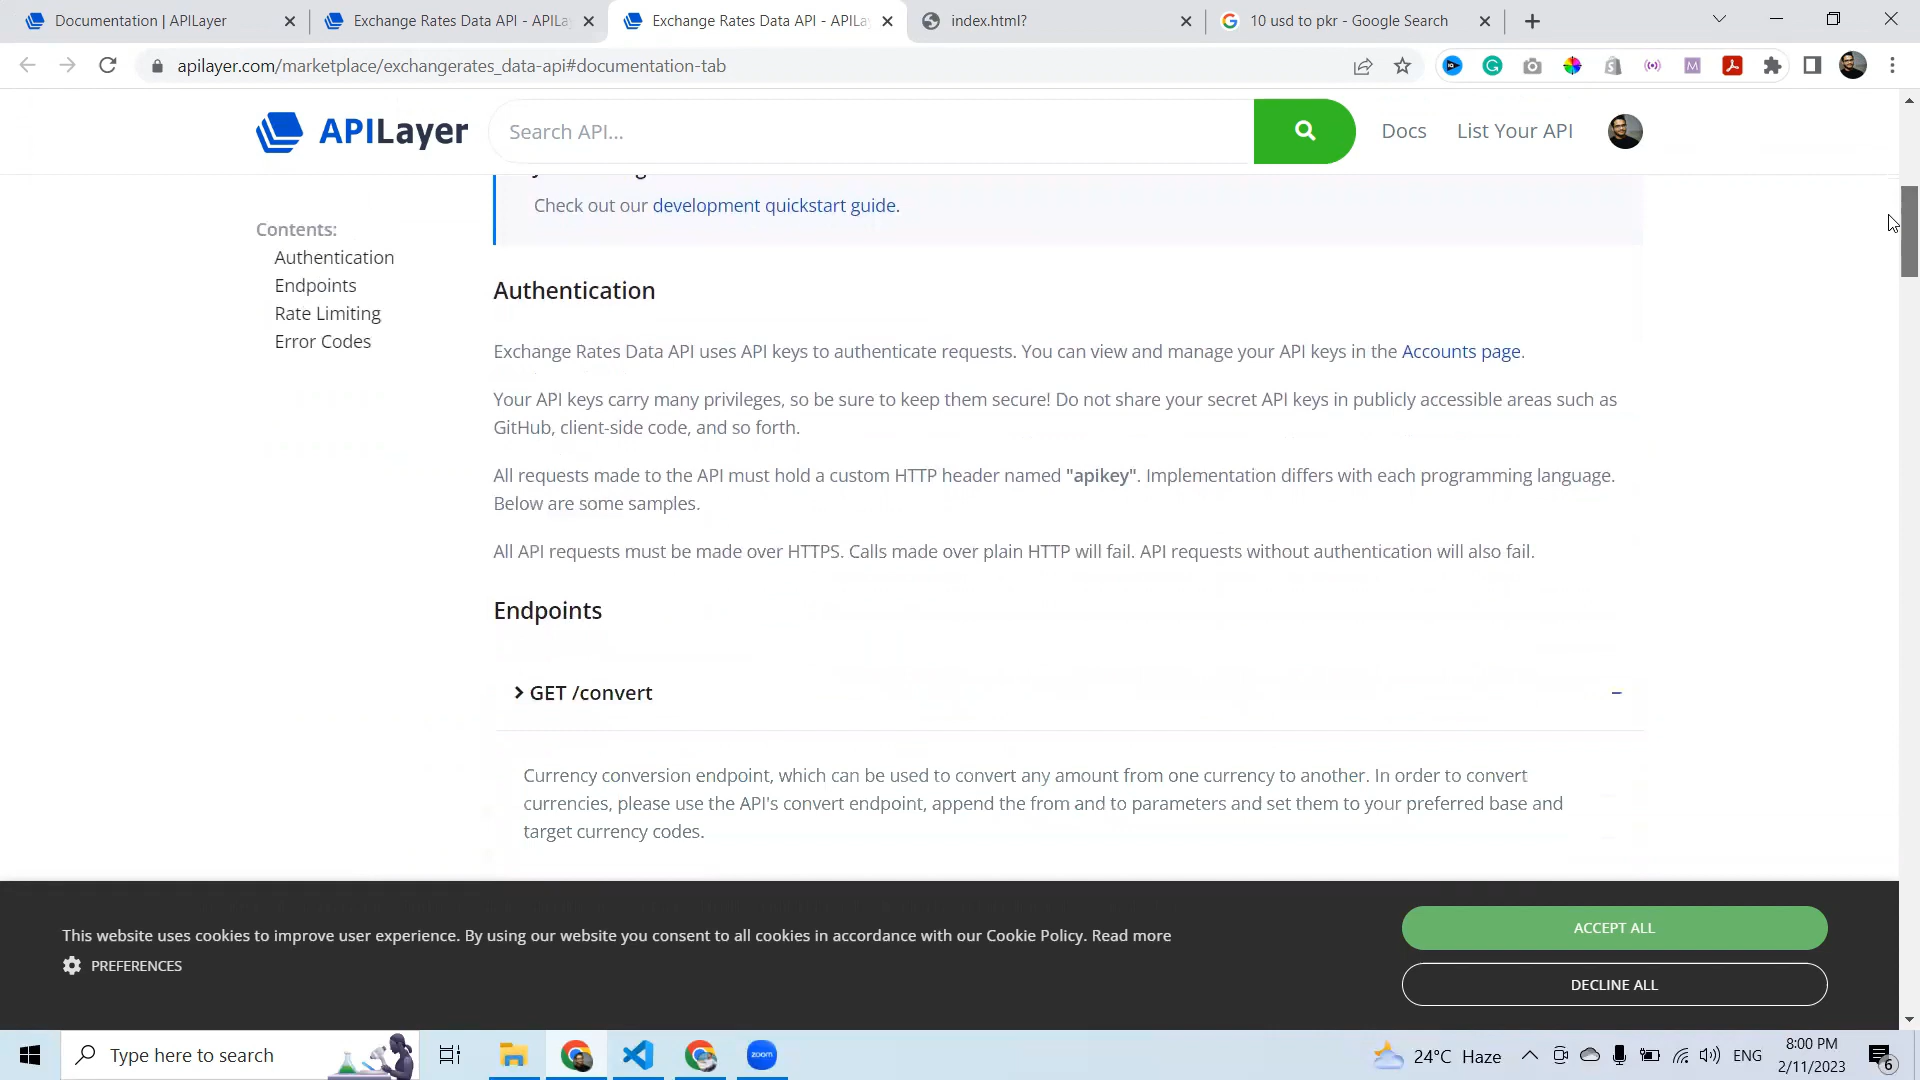 Documentation | APILayer
Exchange Rates Data API - APILa
Exchange Rates Data API - APILa
index.html?
10 usd to pkr - Google Search
apilayer.com/marketplace/exchangerates_data-api#documentation-tab
APILayer
Search API...
Docs
List Your API
Check out our development quickstart guide.
Contents:
Authentication
Endpoints
Rate Limiting
Error Codes
Authentication
Exchange Rates Data API uses API keys to authenticate requests. You can view and manage your API keys in the Accounts page.
Your API keys carry many privileges, so be sure to keep them secure! Do not share your secret API keys in publicly accessible areas such as
GitHub, client-side code, and so forth.
All requests made to the API must hold a custom HTTP header named "apikey". Implementation differs with each programming language.
Below are some samples.
All API requests must be made over HTTPS. Calls made over plain HTTP will fail. API requests without authentication will also fail.
Endpoints
GET /convert
Currency conversion endpoint, which can be used to convert any amount from one currency to another. In order to convert
currencies, please use the API's convert endpoint, append the from and to parameters and set them to your preferred base and
target currency codes.
This website uses cookies to improve user experience. By using our website you consent to all cookies in accordance with our Cookie Policy. Read more
PREFERENCES
ACCEPT ALL
DECLINE ALL
Type here to search
zoom
24°C Haze
ENG
8:00 PM
2/11/2023
6